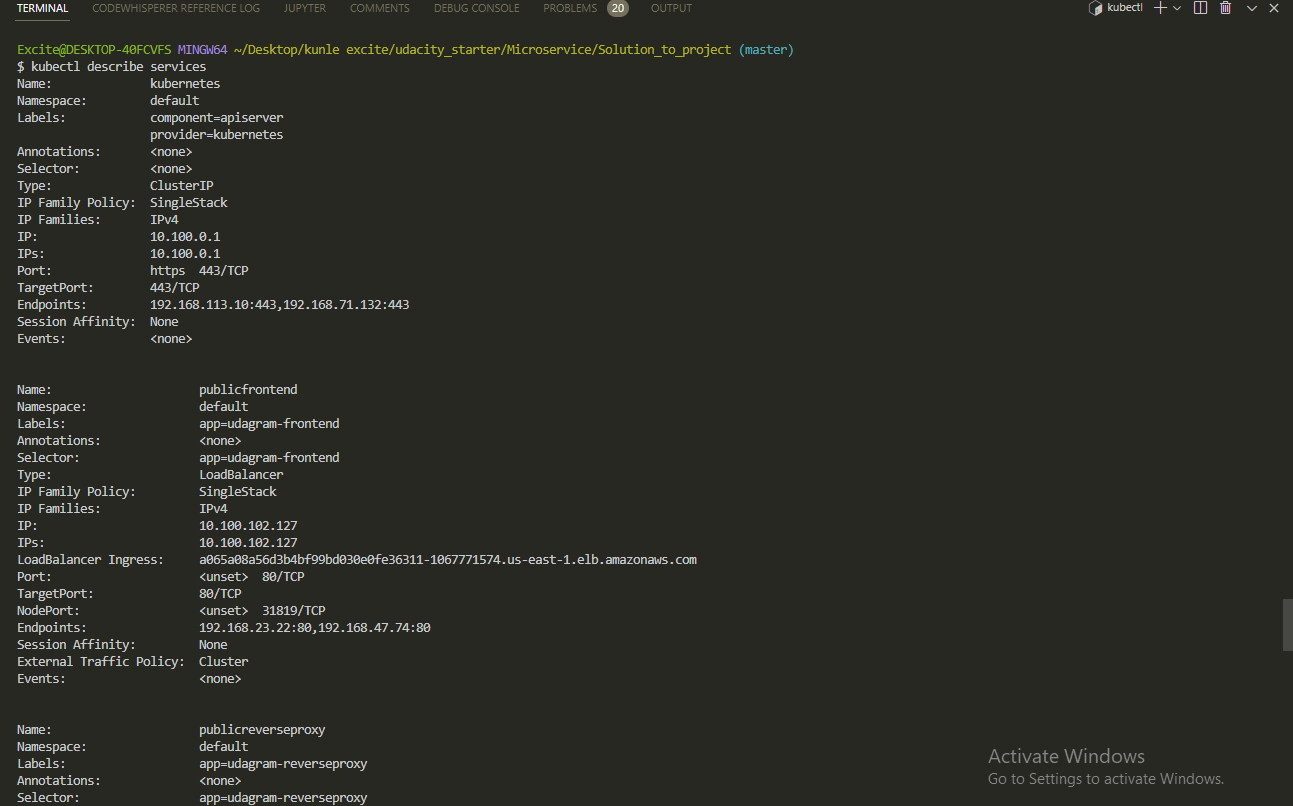 TERMINAL CODEWHISPERER REFERENCE LOG JUPYTER COMMENTS DEBUG CONSOLE PROBLEMS 20 OUTPUT kubectl
Excite@DESKTOP-40FCVFS MINGW64 ~/Desktop/kunle excite/udacity_starter/Microservice/Solution_to_project (master)
$ kubectl describe services
Name: kubernetes
Namespace: default
Labels: component=apiserver
provider=kubernetes
Annotations: <none>
Selector: <none>
Type: ClusterIP
IP Family Policy: SingleStack
IP Families: IPv4
IP: 10.100.0.1
IPs: 10.100.0.1
Port: https 443/TCP
TargetPort: 443/TCP
Endpoints: 192.168.113.10:443,192.168.71.132:443
Session Affinity: None
Events: <none>
Name: publicfrontend
Namespace: default
Labels: app=udagram-frontend
Annotations: <none>
Selector: app=udagram-frontend
Type: LoadBalancer
IP Family Policy: SingleStack
IP Families: IPv4
IP: 10.100.102.127
IPs: 10.100.102.127
LoadBalancer Ingress: a065a08a56d3b4bf99bd030e0fe36311-1067771574.us-east-1.elb.amazonaws.com
Port: <unset> 80/TCP
TargetPort: 80/TCP
NodePort: <unset> 31819/TCP
Endpoints: 192.168.23.22:80,192.168.47.74:80
Session Affinity: None
External Traffic Policy: Cluster
Events: <none>
Name: publicreverseproxy
Namespace: default
Labels: app=udagram-reverseproxy
Annotations: <none>
Selector: app=udagram-reverseproxy
Activate Windows
Go to Settings to activate Windows.